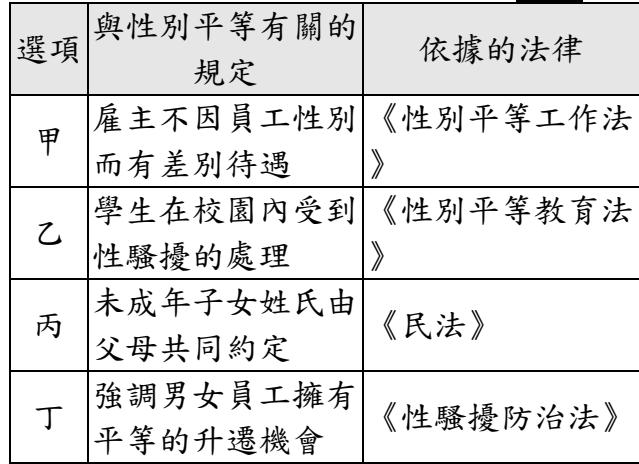 選項 與性別平等有關的規定 依據的法律
甲 雇主不因員工性別而有差別待遇 《性別平等工作法》
乙 學生在校園內受到性騷擾的處理 《性別平等教育法》
丙 未成年子女姓氏由父母共同約定 《民法》
丁 強調男女員工擁有平等的升遷機會 《性騷擾防治法》